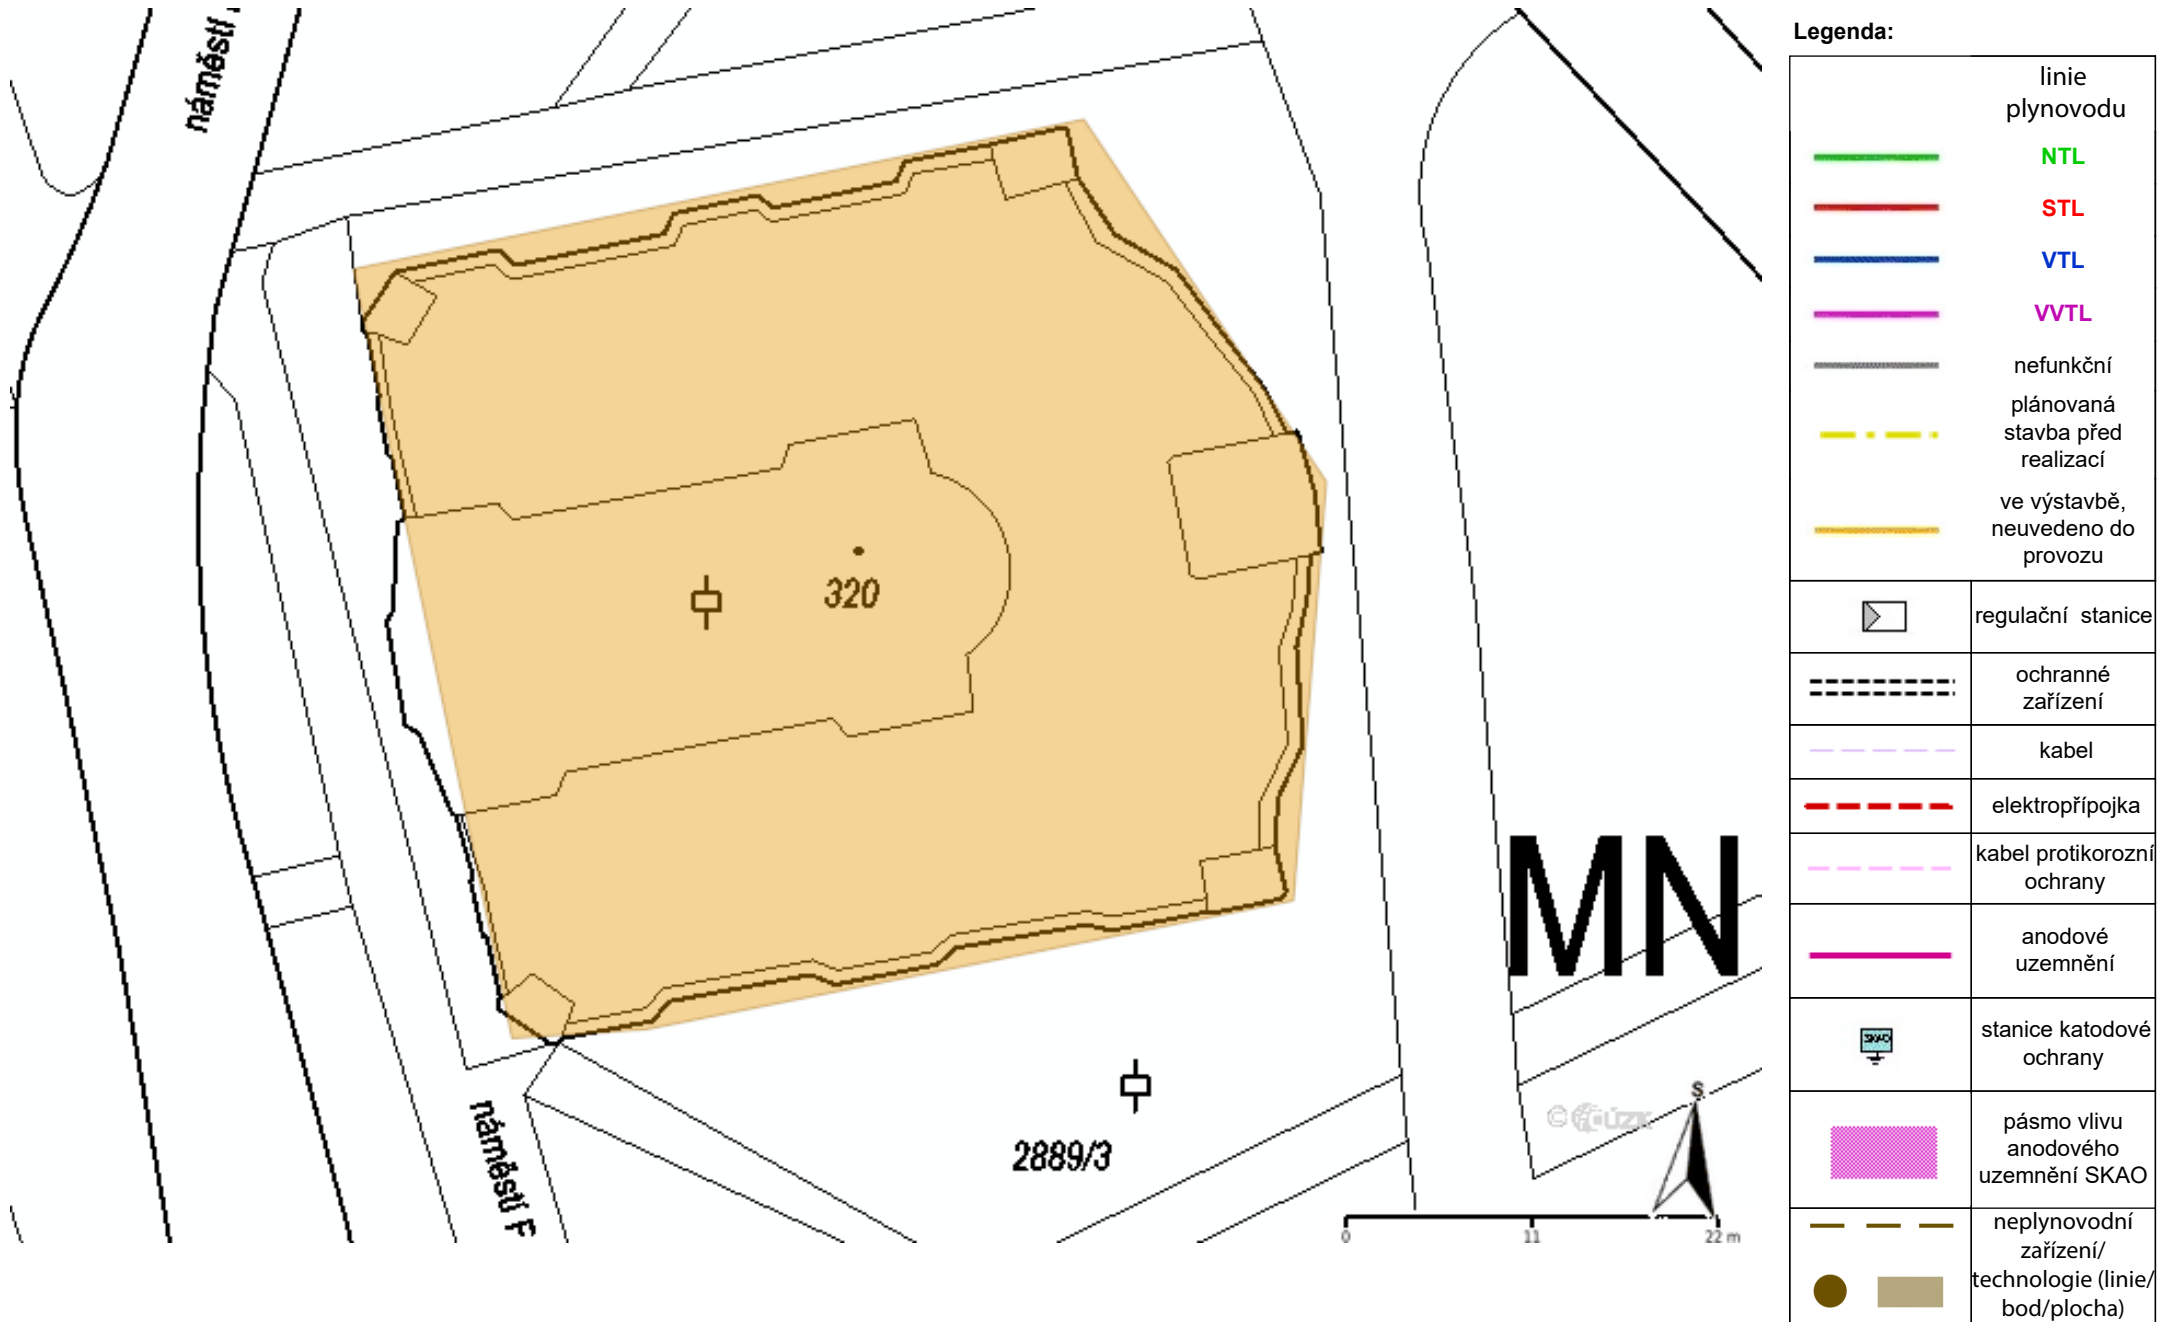 náměstí
320
2889/3
náměstí F
MN
S
© ČÚZK
0 11 22 m
Legenda:
linie
plynovodu
NTL
STL
VTL
VVTL
nefunkční
plánovaná
stavba před
realizací
ve výstavbě,
neuvedeno do
provozu
regulační stanice
ochranné
zařízení
kabel
elektropřípojka
kabel protikorozní
ochrany
anodové
uzemnění
SKAO
stanice katodové
ochrany
pásmo vlivu
anodového
uzemnění SKAO
neplynovodní
zařízení/
technologie (linie/
bod/plocha)